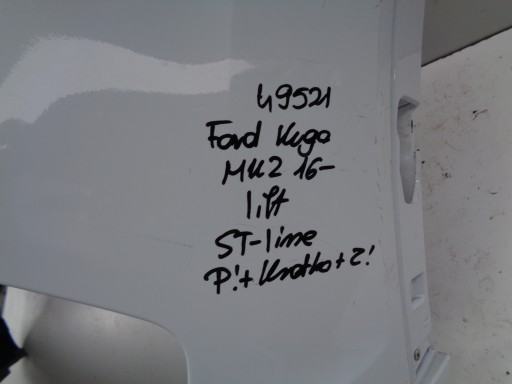 49521
Ford Kuga
MK2 16-
lift
ST-line
P!+Kratka+Z!